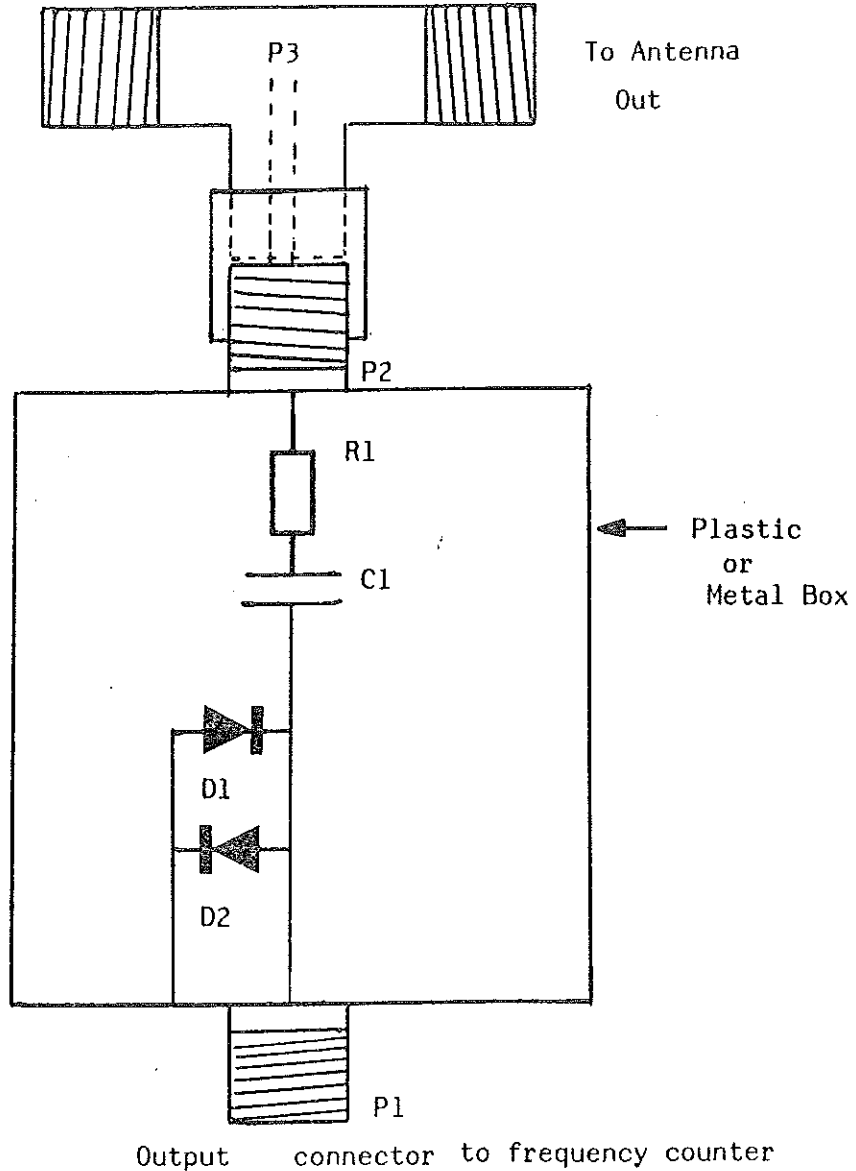 P3
To Antenna
Out
P2
R1
C1
Plastic
or
Metal Box
D1
D2
P1
Output connector to frequency counter